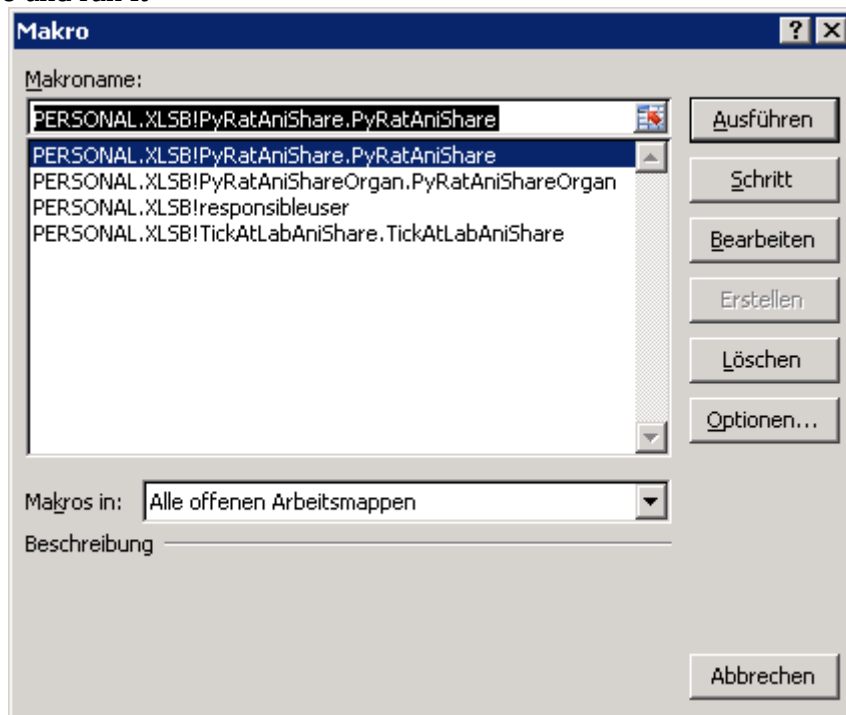 Makro
Makroname:
PERSONAL.XLSB!PyRatAniShare.PyRatAniShare
Ausführen
PERSONAL.XLSB!PyRatAniShare.PyRatAniShare
PERSONAL.XLSB!PyRatAniShareOrgan.PyRatAniShareOrgan
PERSONAL.XLSB!responsibleuser
PERSONAL.XLSB!TickAtLabAniShare.TickAtLabAniShare
Schritt
Bearbeiten
Erstellen
Löschen
Optionen...
Makros in: Alle offenen Arbeitsmappen
Beschreibung
Abbrechen